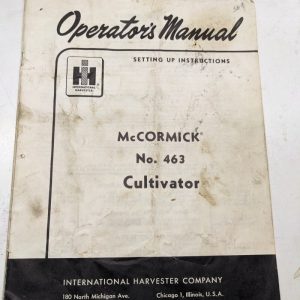 Operator's Manual
SETTING UP INSTRUCTIONS
IH
INTERNATIONAL
HARVESTER
McCORMICK
No. 463
Cultivator
INTERNATIONAL HARVESTER COMPANY
180 North Michigan Ave. Chicago 1, Illinois, U.S.A.